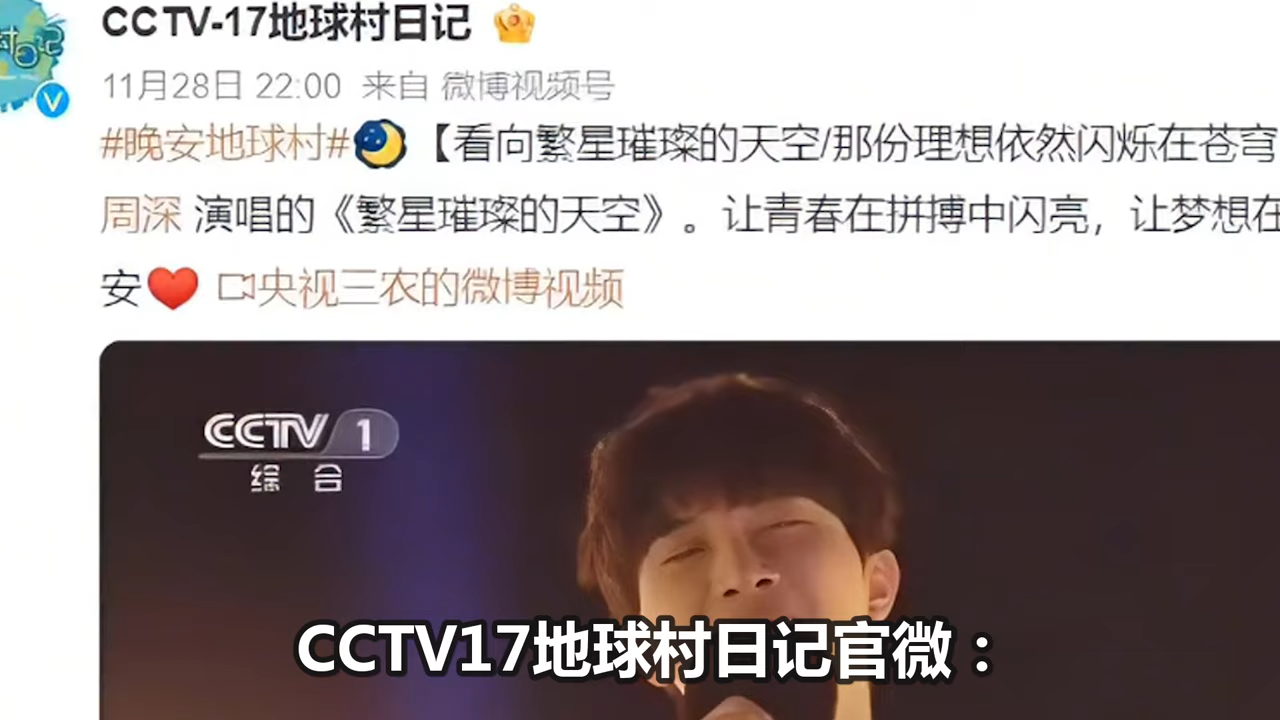 CCTV-17地球村日记
村日记
11月28日 22:00 来自 微博视频号
#晚安地球村# 【看向繁星璀璨的天空/那份理想依然闪烁在苍穹
周深 演唱的《繁星璀璨的天空》。让青春在拼搏中闪亮，让梦想在
安 央视三农的微博视频
CCTV 1
综 合
CCTV17地球村日记官微：